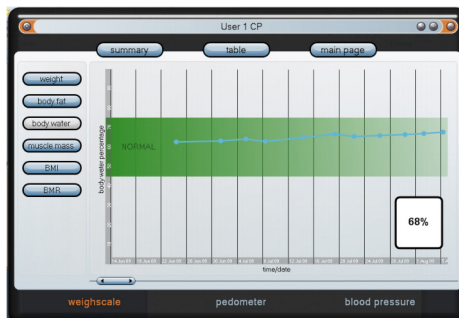 User 1 CP
summary
table
main page
weight
body fat
body water
muscle mass
BMI
BMR
body water percentage
NORMAL
68%
time/date
weighscale
pedometer
blood pressure